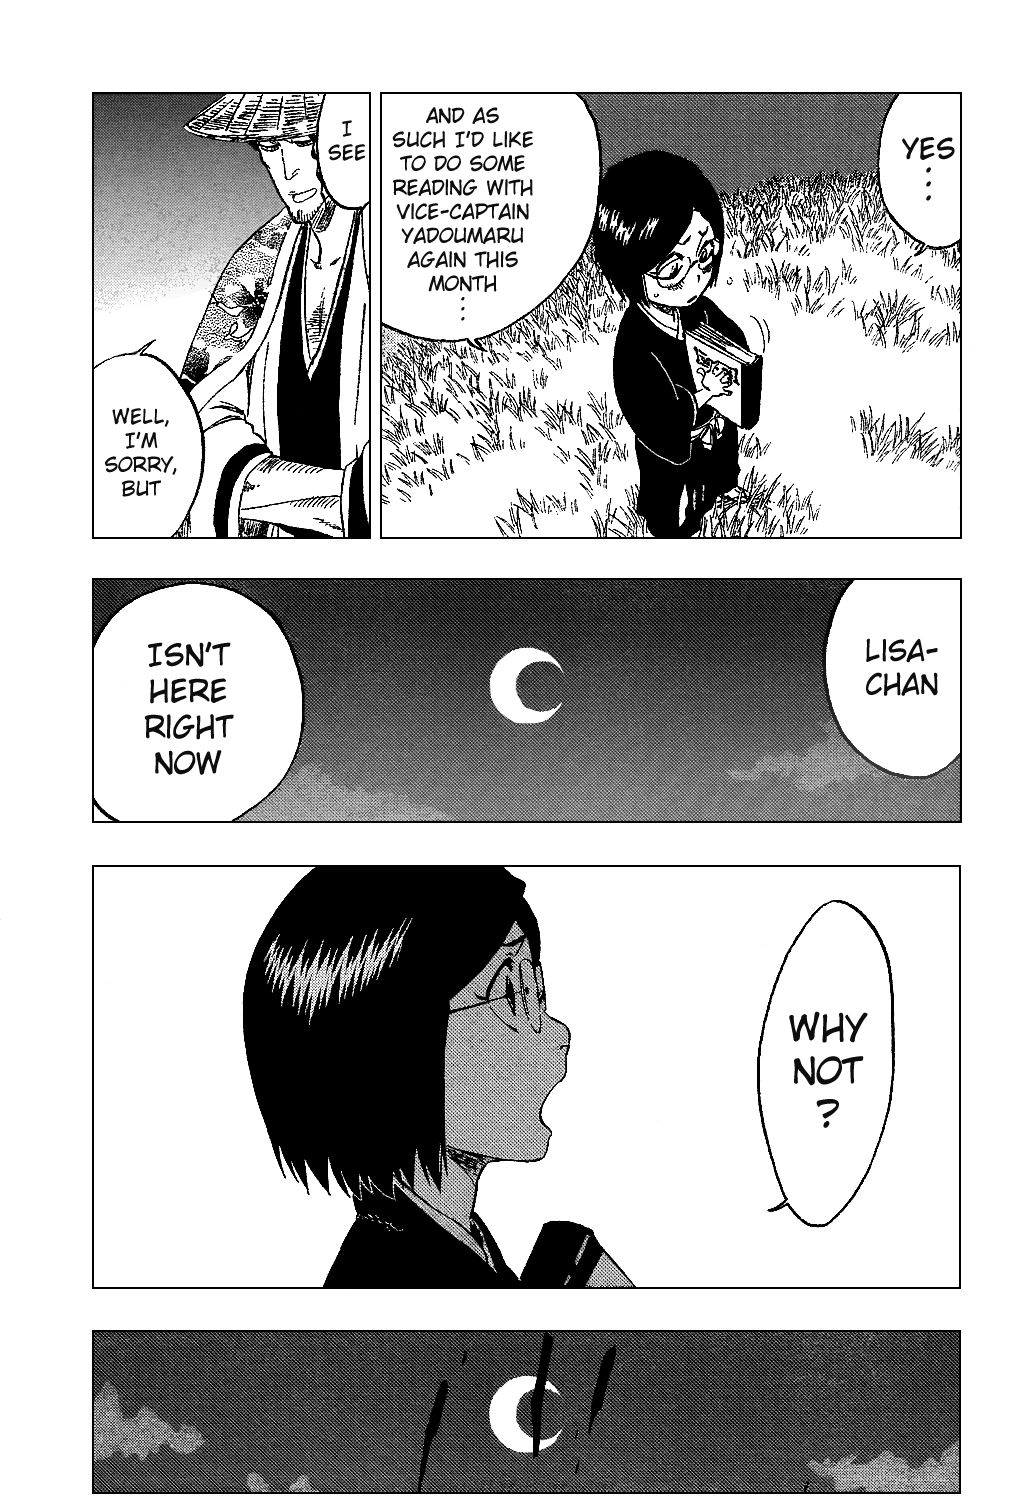 YES
...
AND AS
SUCH I'D LIKE
TO DO SOME
READING WITH
VICE-CAPTAIN
YADOUMARU
AGAIN THIS
MONTH
...
I
SEE
WELL,
I'M
SORRY,
BUT
LISA-
CHAN
ISN'T
HERE
RIGHT
NOW
WHY
NOT
?